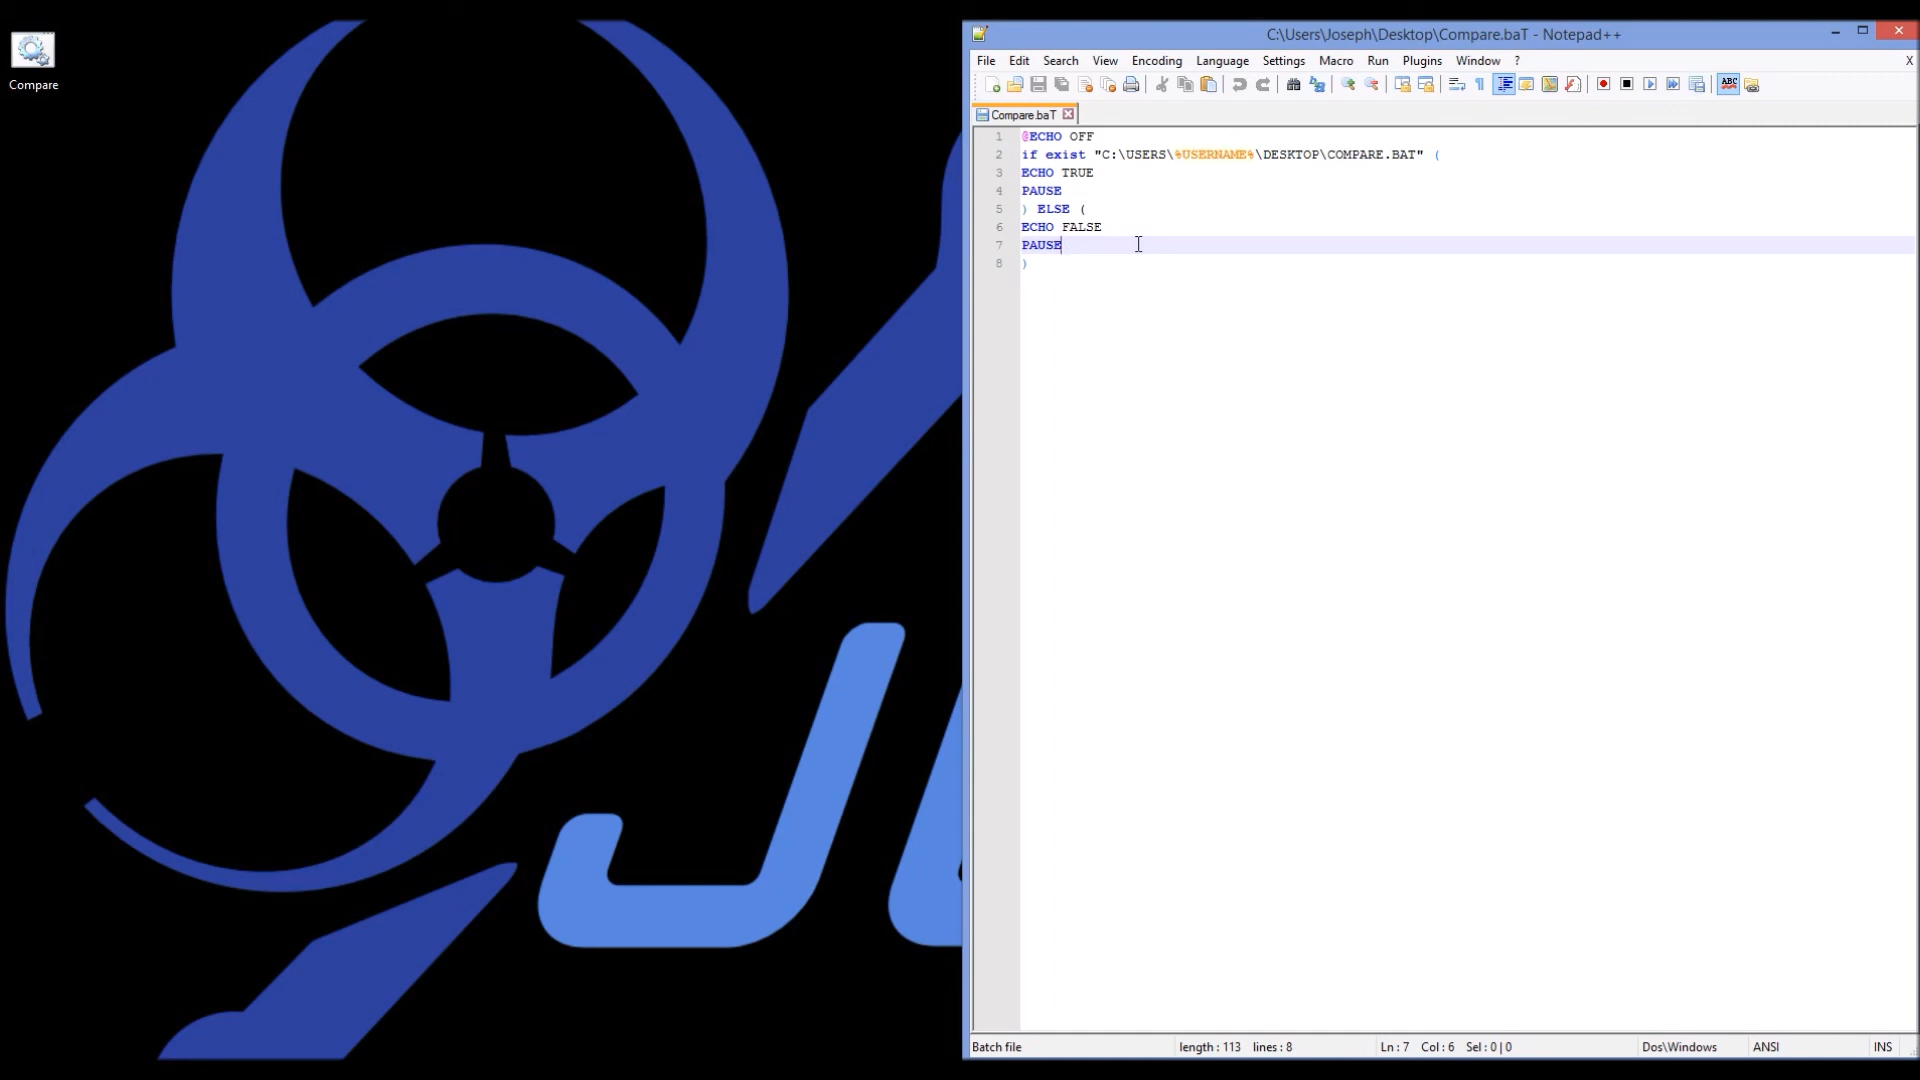 Compare
C:\Users\Joseph\Desktop\Compare.baT - Notepad++
File Edit Search View Encoding Language Settings Macro Run Plugins Window ? X
ABC
Compare.baT
1 @ECHO OFF
2 if exist "C:\USERS\%USERNAME%\DESKTOP\COMPARE.BAT" (
3 ECHO TRUE
4 PAUSE
5 ) ELSE (
6 ECHO FALSE
7 PAUSE
8 )
J
Batch file length : 113 lines : 8 Ln : 7 Col : 6 Sel : 0 | 0 Dos\Windows ANSI INS